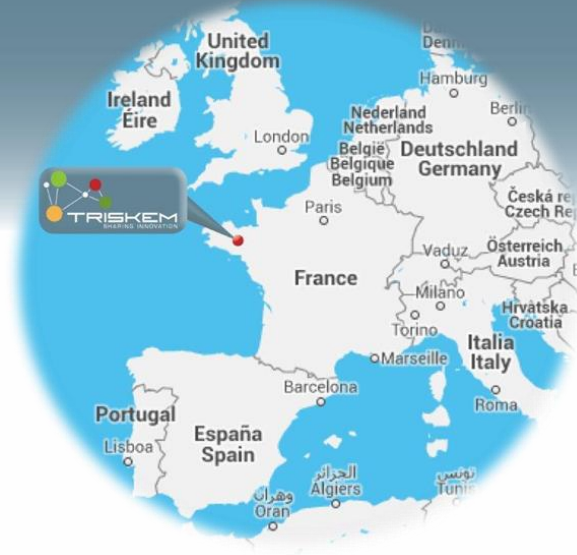 Denm
United
Kingdom
Hamburg
Ireland
Éire
Nederland
Netherlands
Berlin
London
België
Belgique
Belgium
Deutschland
Germany
TRISKEM
SHAPING INNOVATION
Paris
Česká re
Czech Re
Vaduz
Österreich
Austria
France
Milano
Hrvatska
Croatia
Torino
Italia
Italy
Marseille
Barcelona
Roma
Portugal
España
Spain
Lisboa
الجزائر
Algiers
تونس
Tunis
وهران
Oran